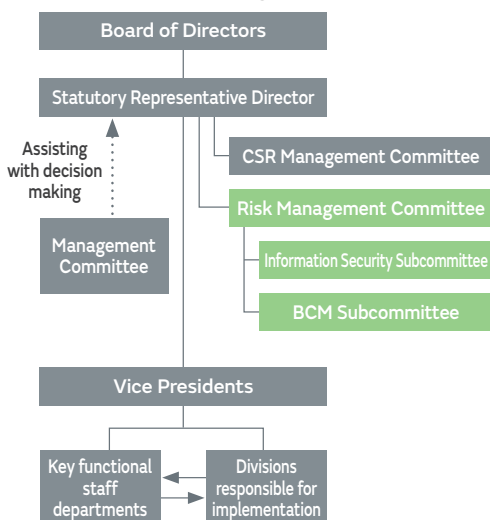 Board of Directors
Statutory Representative Director
Assisting
with decision
making
CSR Management Committee
Risk Management Committee
Management
Committee
Information Security Subcommittee
BCM Subcommittee
Vice Presidents
Key functional
staff
departments
Divisions
responsible for
implementation